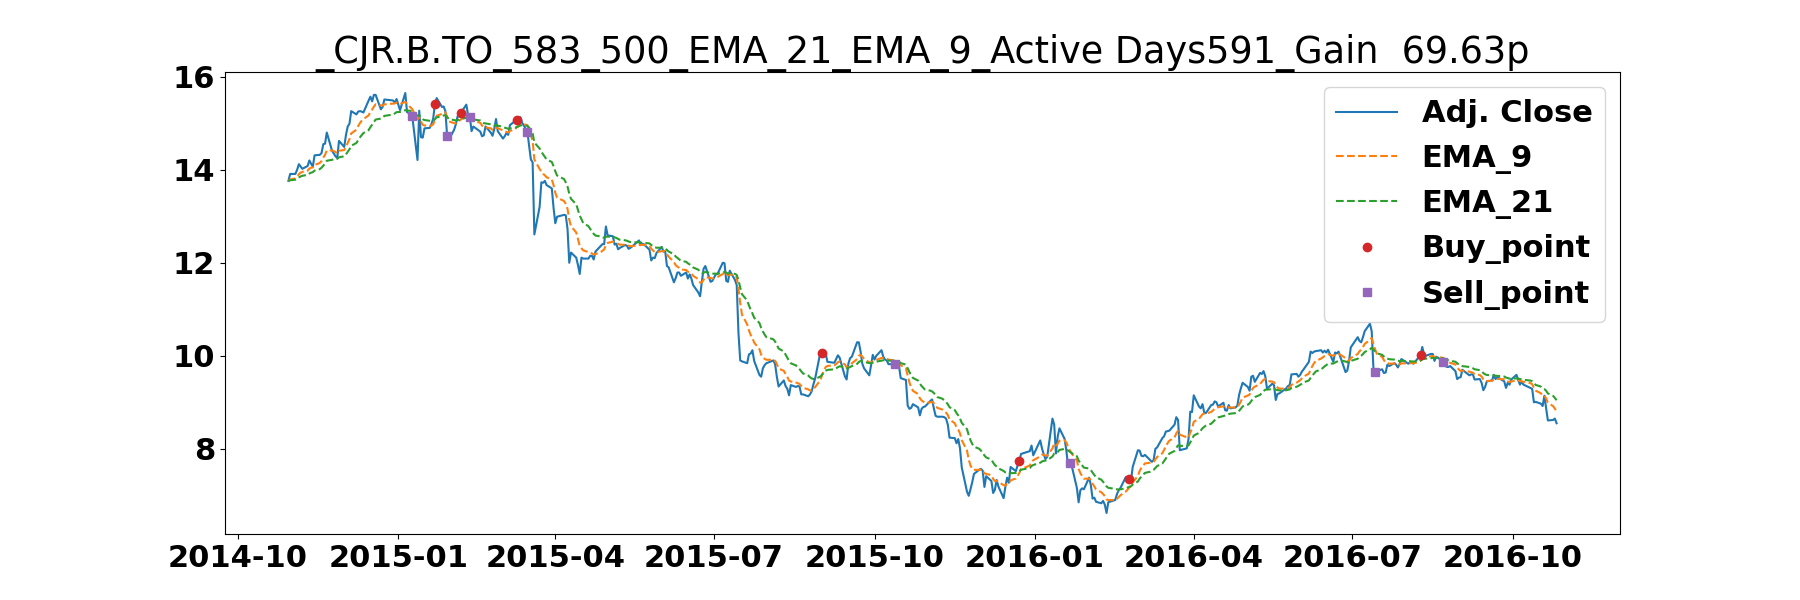 _CJR.B.TO_583_500_EMA_21_EMA_9_Active Days591_Gain  69.63p
16
14
12
10
8
Adj. Close
EMA_9
EMA_21
Buy_point
Sell_point
2014-10 2015-01 2015-04 2015-07 2015-10 2016-01 2016-04 2016-07 2016-10